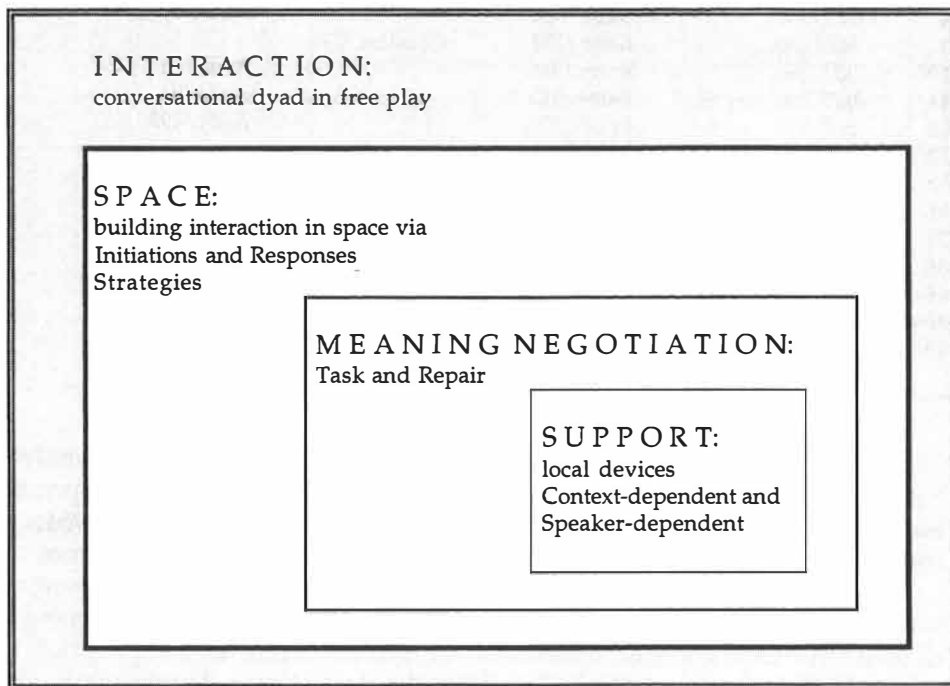 INTERACTION:
conversational dyad in free play
SPACE:
building interaction in space via
Initiations and Responses
Strategies
MEANING NEGOTIATION:
Task and Repair
SUPPORT:
local devices
Context-dependent and
Speaker-dependent